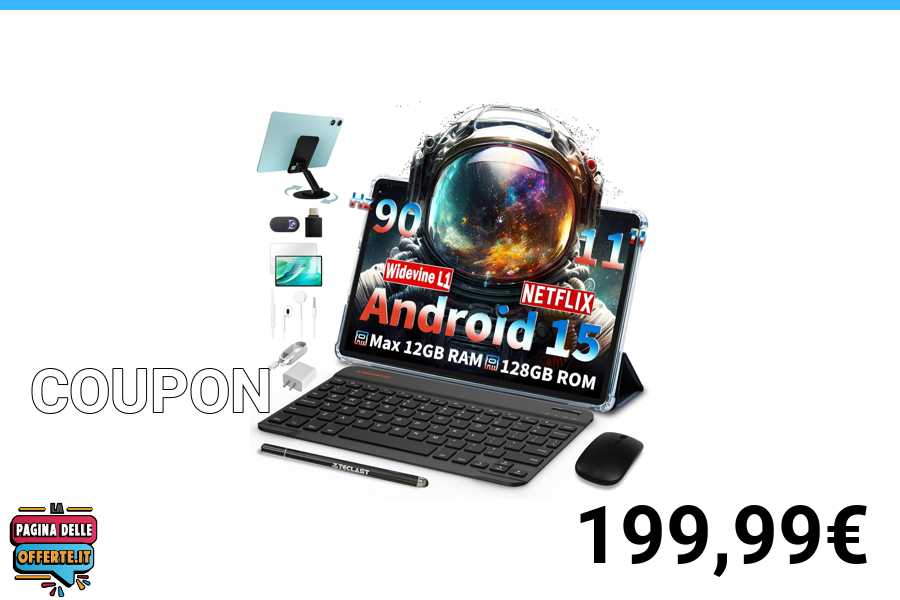 Hz
90
11"
Widevine L1
NETFLIX
Android 15
Max 12GB RAM 128GB ROM
COUPON
TECLAST
LA
PAGINA DELLE
OFFERTE.IT
199,99€